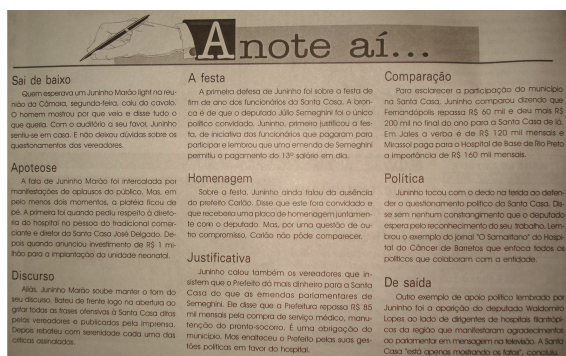 Anote aí...
Sai de baixo
Quem esperava um Juninho Marão light na reu-
nião da Câmara, segunda-feira, caiu do cavalo.
O homem mostrou por que veio e disse tudo o
que queria. Com o auditório a seu favor, Juninho
sentiu-se em casa. E não deixou dúvidas sobre os
questionamentos dos vereadores.
Apoteose
A fala de Juninho Marão foi intercalada por
manifestações de aplausos do público. Mas, em
pelo menos dois momentos, a platéia ficou de
pé. A primeira foi quando pediu respeito à direto-
ria do hospital na pessoa do tradicional comer-
ciante e diretor da Santa Casa José Delgado. De-
pois quando anunciou investimento de R$ 1 mi-
lhão para a implantação da unidade neonatal.
Discurso
Aliás, Juninho Marão soube manter o tom do
seu discurso. Bateu de frente logo na abertura ao
gritar todas as frases ofensivas à Santa Casa ditas
pelos vereadores e publicadas pela imprensa.
Depois rebateu com serenidade cada uma das
críticas assinaladas.
A festa
A primeira defesa de Juninho foi sobre a festa de
fim de ano dos funcionários da Santa Casa. A bron-
ca é de que o deputado Júlio Semeghini foi o único
político convidado. Juninho, primeiro justificou a fes-
ta, de iniciativa dos funcionários que pagaram para
participar e lembrou que uma emenda de Semeghini
permitiu o pagamento do 13º salário em dia.
Homenagem
Sobre a festa, Juninho ainda falou da ausência
do prefeito Carlão. Disse que este fora convidado e
que receberia uma placa de homenagem juntamen-
te com o deputado. Mas, por uma questão de ou-
tro compromisso, Carlão não pôde comparecer.
Justificativa
Juninho calou também os vereadores que in-
sistem que o Prefeito dá mais dinheiro para a Santa
Casa do que as emendas parlamentares de
Semeghini. Ele disse que a Prefeitura repassa R$ 85
mil mensais pela compra de serviço médico, manu-
tenção do pronto-socorro. É uma obrigação do
município. Mas enalteceu o Prefeito pelas suas ges-
tões políticas em favor do hospital.
Comparação
Para esclarecer a participação do município
na Santa Casa, Juninho comparou dizendo que
Fernandópolis repassa R$ 60 mil e deu mais R$
200 mil no final do ano para a Santa Casa de lá.
Em Jales a verba é de R$ 120 mil mensais e
Mirassol paga para o Hospital de Base de Rio Preto
a importância de R$ 160 mil mensais.
Política
Juninho tocou com o dedo na ferida ao defen-
der o questionamento político da Santa Casa. Dis-
se sem nenhum constrangimento que o deputado
espera pelo reconhecimento do seu trabalho. Lem-
brou o exemplo do jornal "O Samaritano" do Hospi-
tal do Câncer de Barretos que enfoca todos os
políticos que colaboram com a entidade.
De saída
Outro exemplo de apoio político lembrado por
Juninho foi a aparição do deputado Waldomiro
Lopes ao lado de dirigentes de hospitais filantrópi-
cos da região que manifestaram agradecimentos
ao parlamentar em mensagem na televisão. A Santa
Casa "está apenas mostrando os fatos", concluiu.